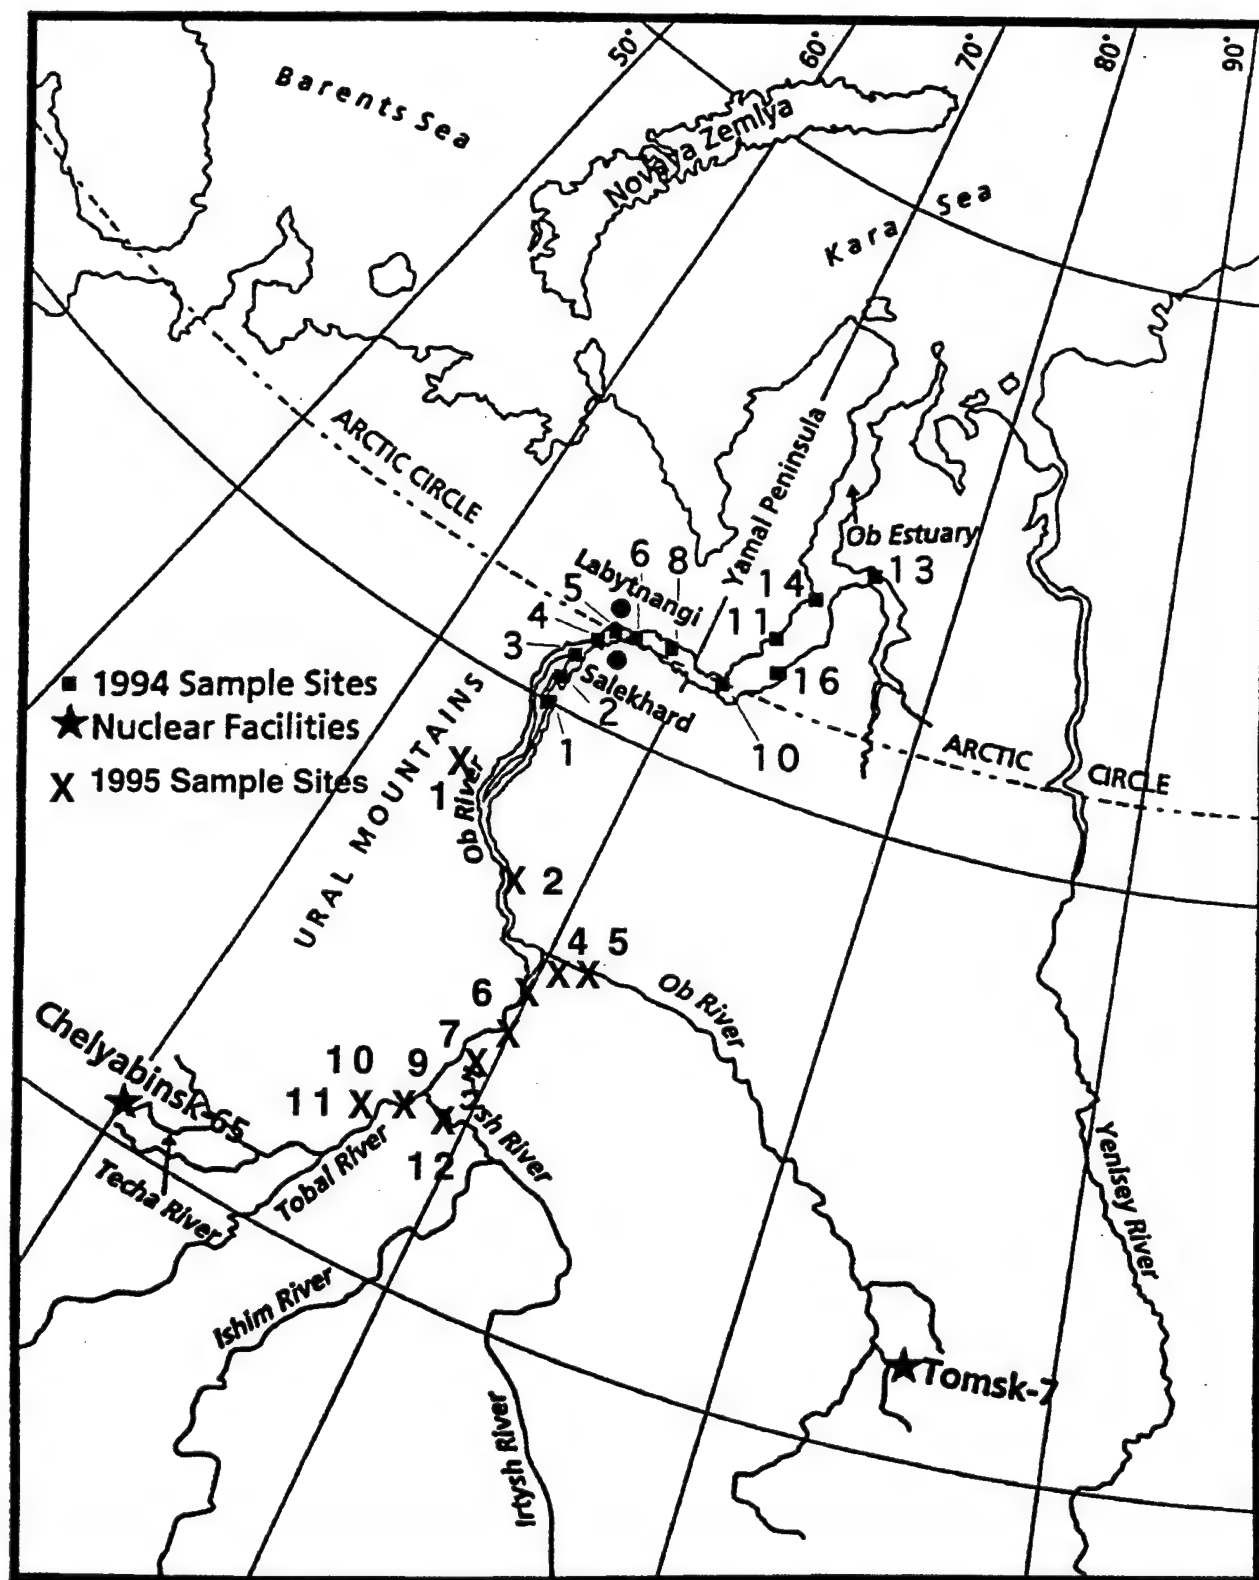 50°
60°
70°
80°
90°
Barents Sea
Novaya Zemlya
Kara Sea
ARCTIC CIRCLE
Yamal Peninsula
Ob Estuary
13
14
11
16
6
8
Labytnangi
5
4
3
Salekhard
2
1
10
ARCTIC CIRCLE
1994 Sample Sites
Nuclear Facilities
1995 Sample Sites
URAL MOUNTAINS
1
Ob River
2
4 5
6
Ob River
7
Chelyabinsk-65
10
9
11
12
Techa River
Tobal River
Ishim River
Irtysh River
Yenisey River
Tomsk-7